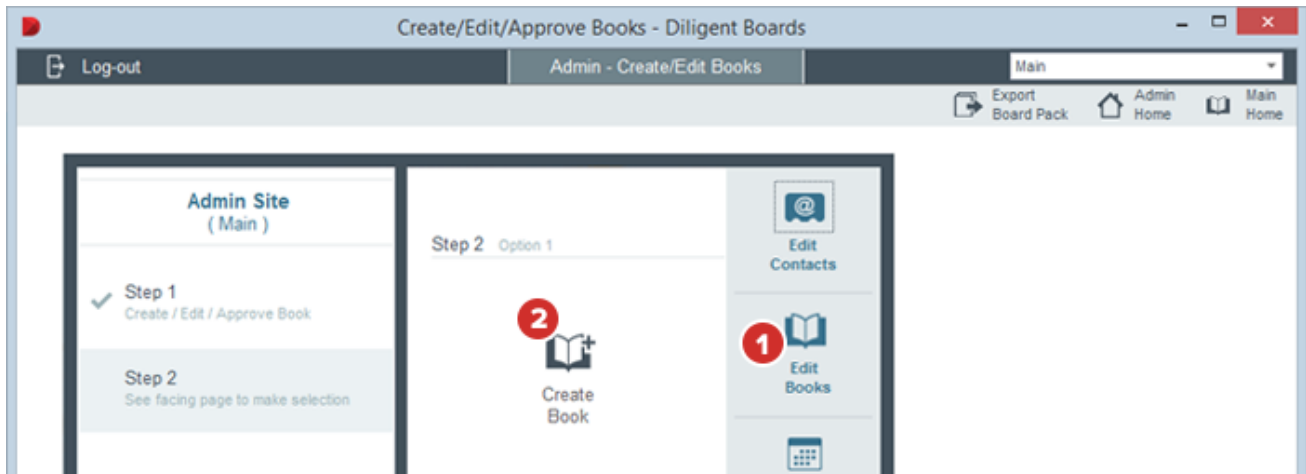 Create/Edit/Approve Books - Diligent Boards
Log-out
Admin - Create/Edit Books
Main
Export
Board Pack
Admin
Home
Main
Home
Admin Site
( Main )
Step 1
Create / Edit / Approve Book
Step 2
See facing page to make selection
Step 2 Option 1
2
Create
Book
Edit
Contacts
1
Edit
Books